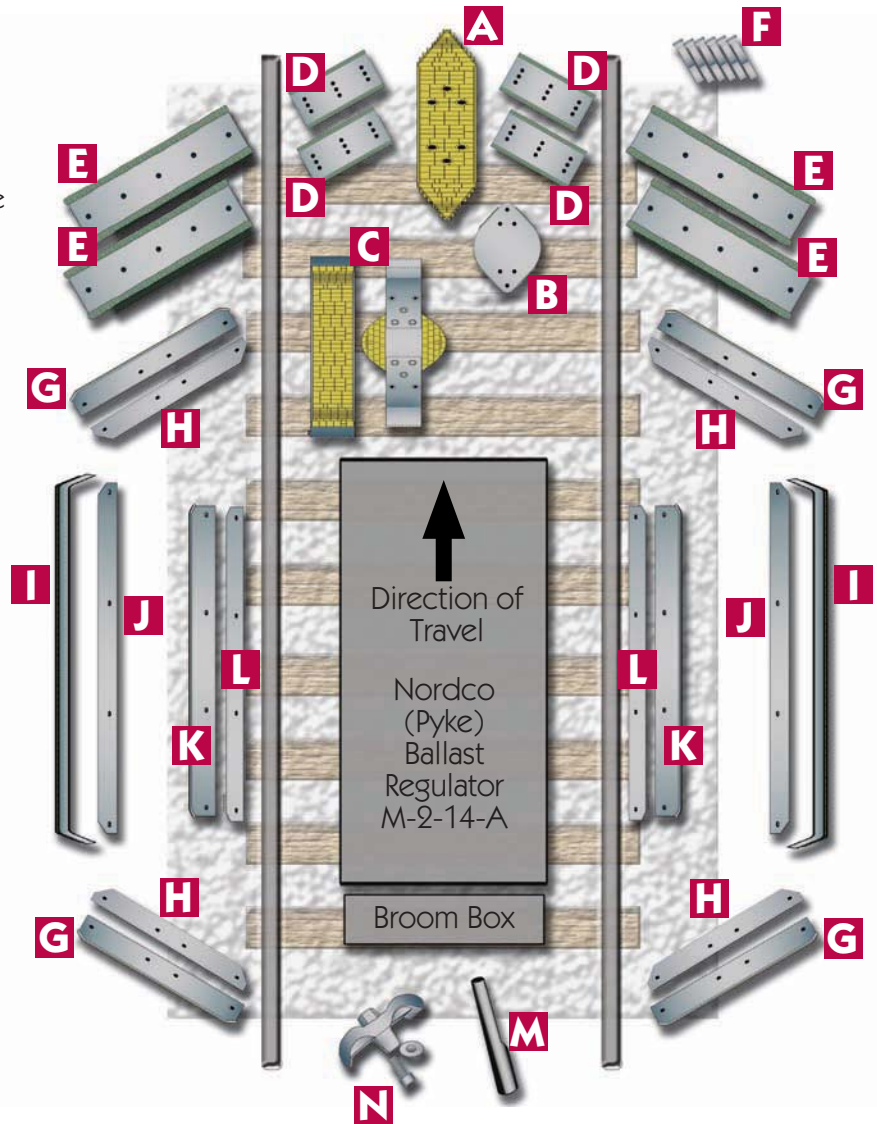 A
F
D
D
E
E
e
D
D
E
E
C
B
G
H
G
H
I
J
L
K
Direction of
Travel
Nordco
(Pyke)
Ballast
Regulator
M-2-14-A
L
K
J
I
Broom Box
H
G
H
G
M
N